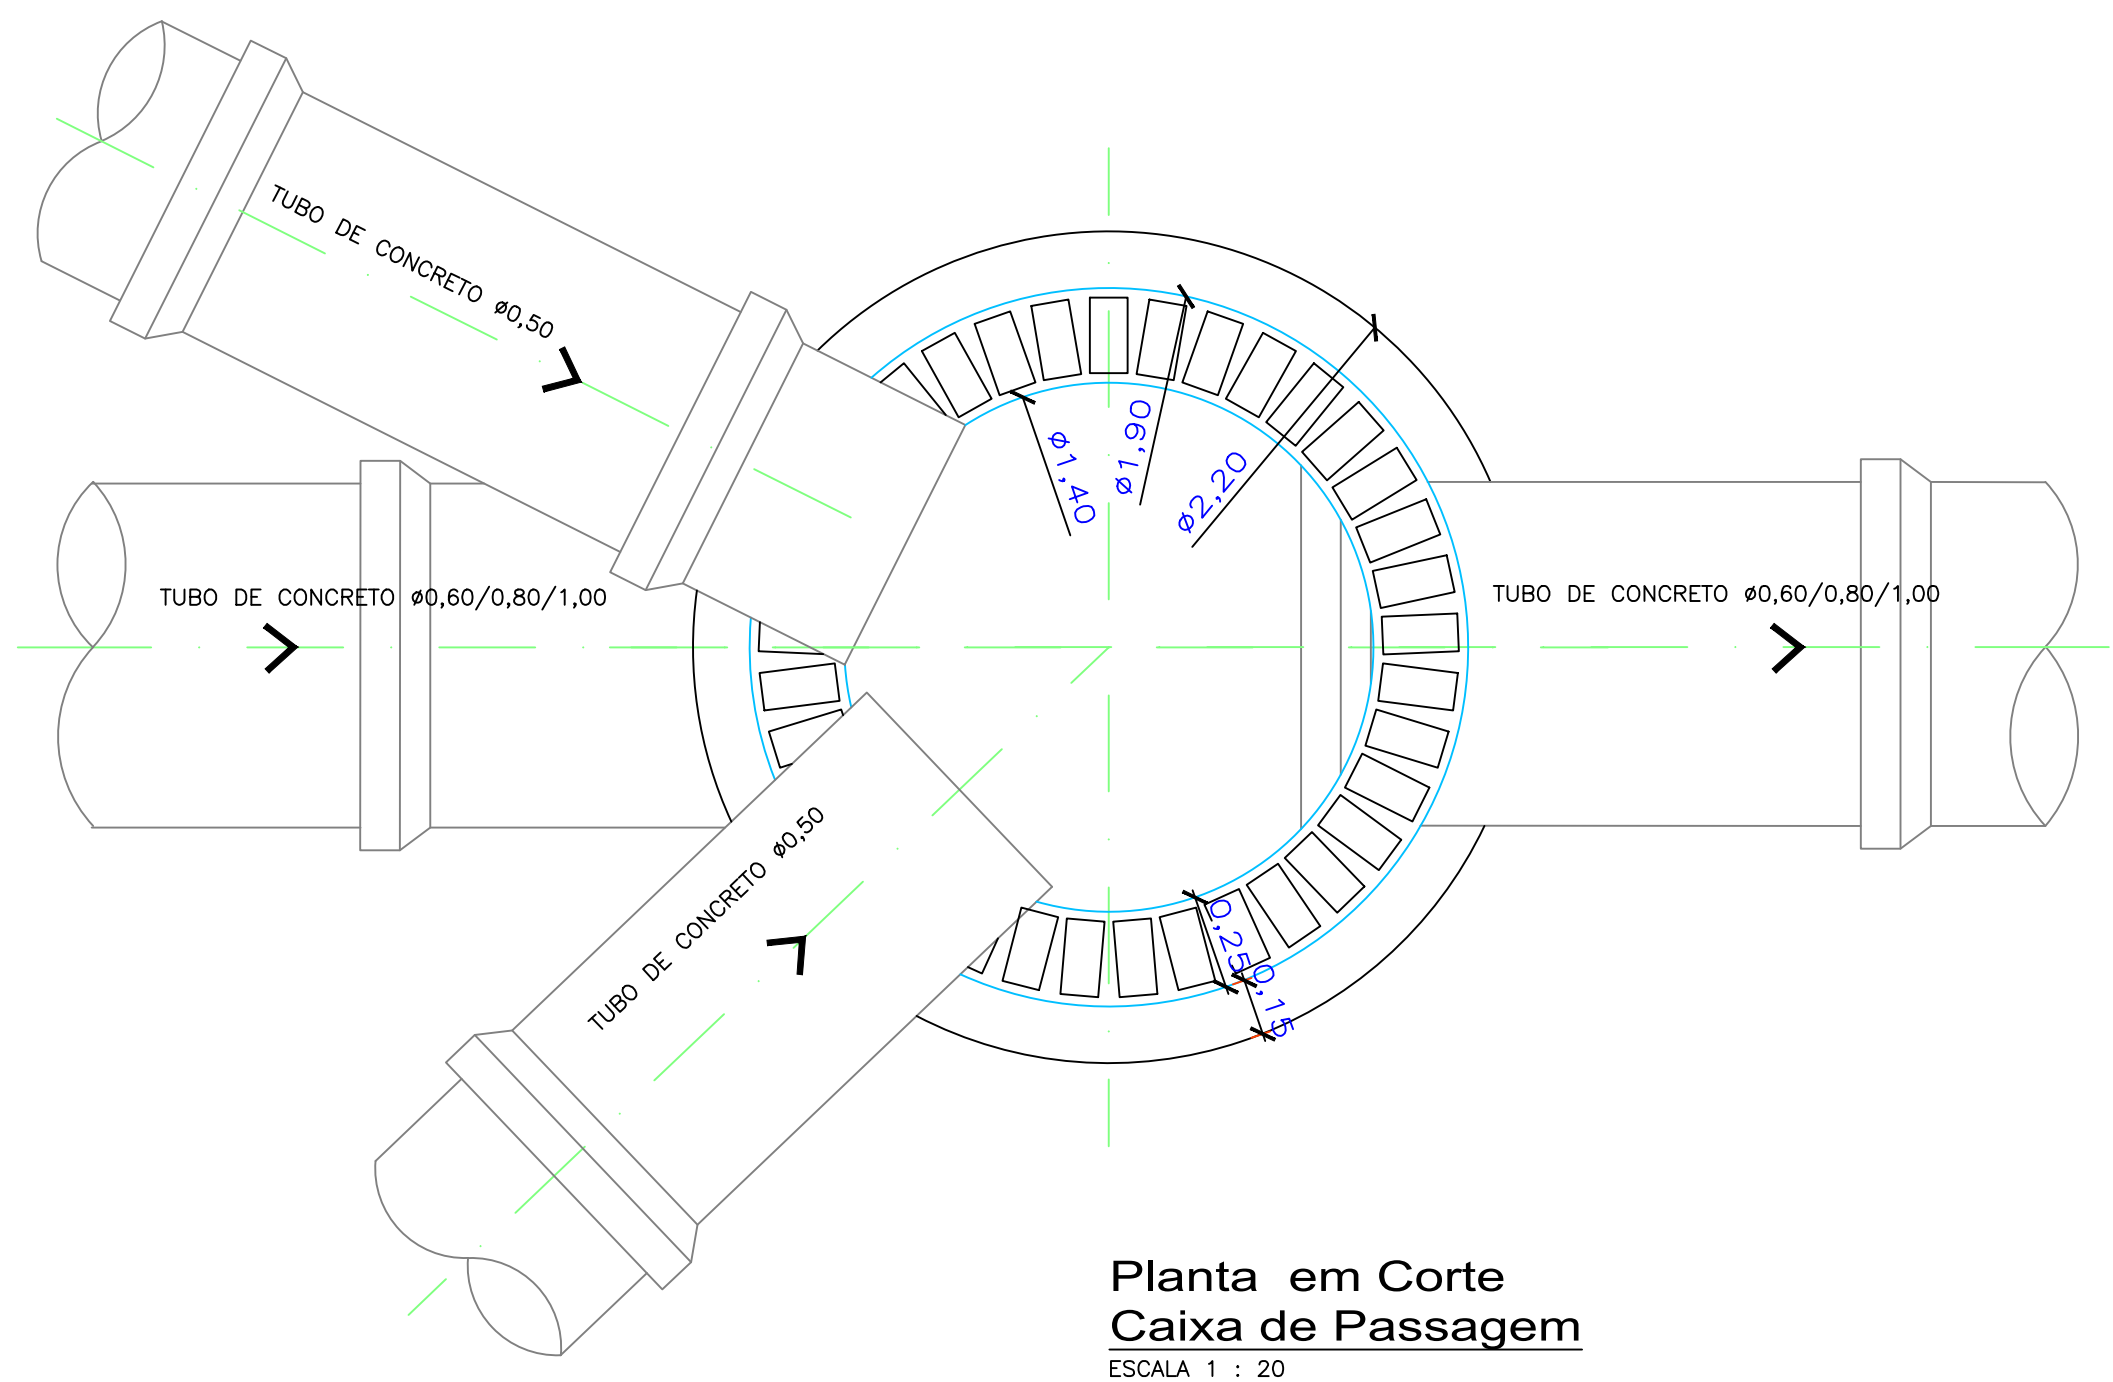 TUBO DE CONCRETO ø0,50
ø1,40
ø1,90
ø2,20
TUBO DE CONCRETO ø0,60/0,80/1,00
TUBO DE CONCRETO ø0,60/0,80/1,00
TUBO DE CONCRETO ø0,50
0,25
0,15
Planta em Corte
Caixa de Passagem
ESCALA 1 : 20